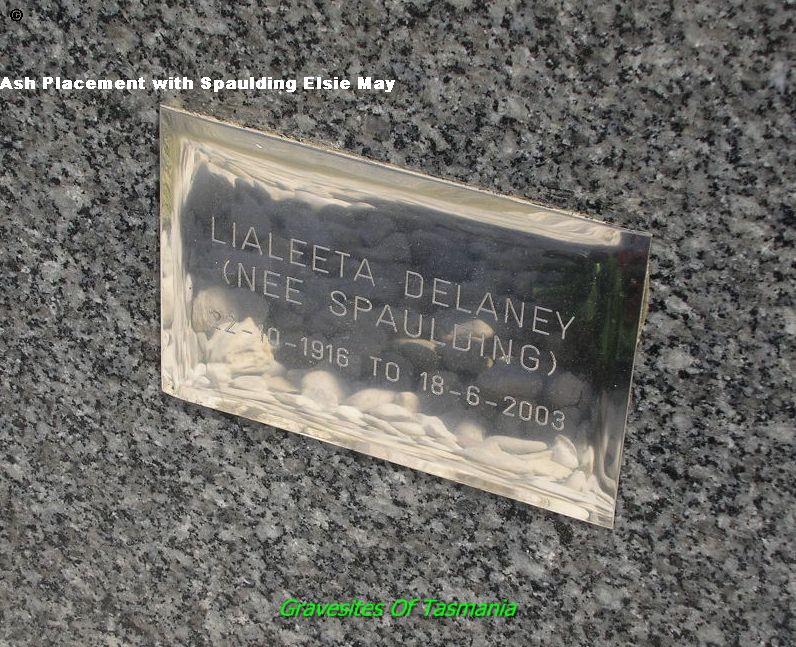 ©
Ash Placement with Spaulding Elsie May
LIALEETA DELANEY
(NEE SPAULDING)
22-10-1916 TO 18-6-2003
Gravesites Of Tasmania